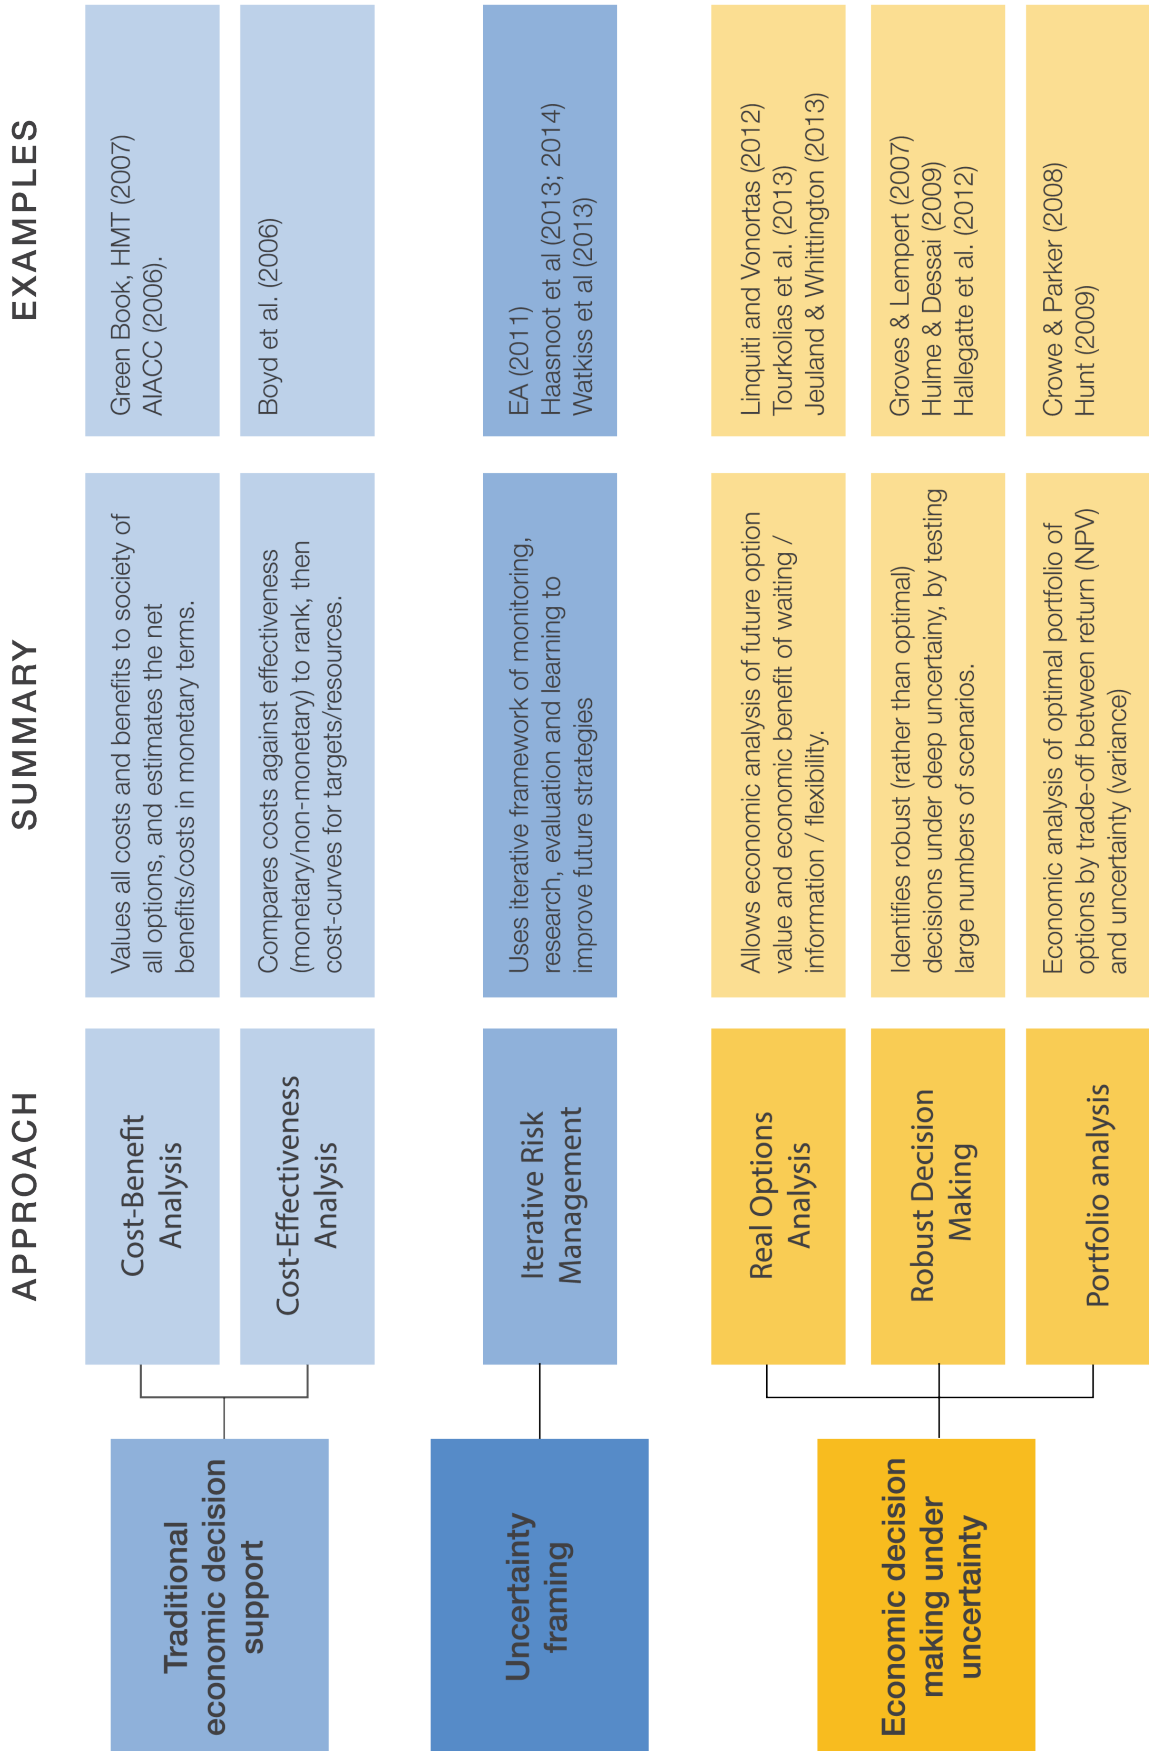 APPROACH
SUMMARY
EXAMPLES
Traditional
economic decision
support
Cost-Benefit
Analysis
Values all costs and benefits to society of
all options, and estimates the net
benefits/costs in monetary terms.
Green Book, HMT (2007)
AIACC (2006).
Cost-Effectiveness
Analysis
Compares costs against effectiveness
(monetary/non-monetary) to rank, then
cost-curves for targets/resources.
Boyd et al. (2006)
Uncertainty
framing
Iterative Risk
Management
Uses iterative framework of monitoring,
research, evaluation and learning to
improve future strategies
EA (2011)
Haasnoot et al (2013; 2014)
Watkiss et al (2013)
Economic decision
making under
uncertainty
Real Options
Analysis
Allows economic analysis of future option
value and economic benefit of waiting /
information / flexibility.
Linquiti and Vonortas (2012)
Tourkolias et al. (2013)
Jeuland & Whittington (2013)
Robust Decision
Making
Identifies robust (rather than optimal)
decisions under deep uncertainy, by testing
large numbers of scenarios.
Groves & Lempert (2007)
Hulme & Dessai (2009)
Hallegatte et al. (2012)
Portfolio analysis
Economic analysis of optimal portfolio of
options by trade-off between return (NPV)
and uncertainty (variance)
Crowe & Parker (2008)
Hunt (2009)